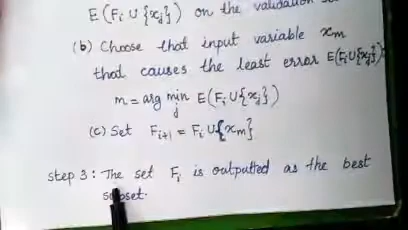 E(Fᵢ ∪ {xⱼ}) on the validation
(b) Choose that input variable xₘ
that causes the least error E(Fᵢ∪{xⱼ})
m = arg min E(Fᵢ ∪{xⱼ})
j
(c) Set Fᵢ₊₁ = Fᵢ ∪{xₘ}
step 3: The set Fᵢ is outputted as the best
subset.